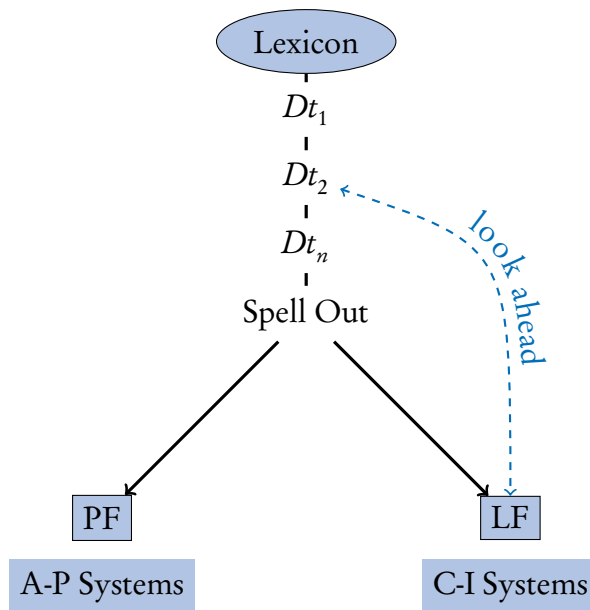 Lexicon
Dt₁
Dt₂
Dtₙ
look ahead
Spell Out
PF
LF
A-P Systems
C-I Systems